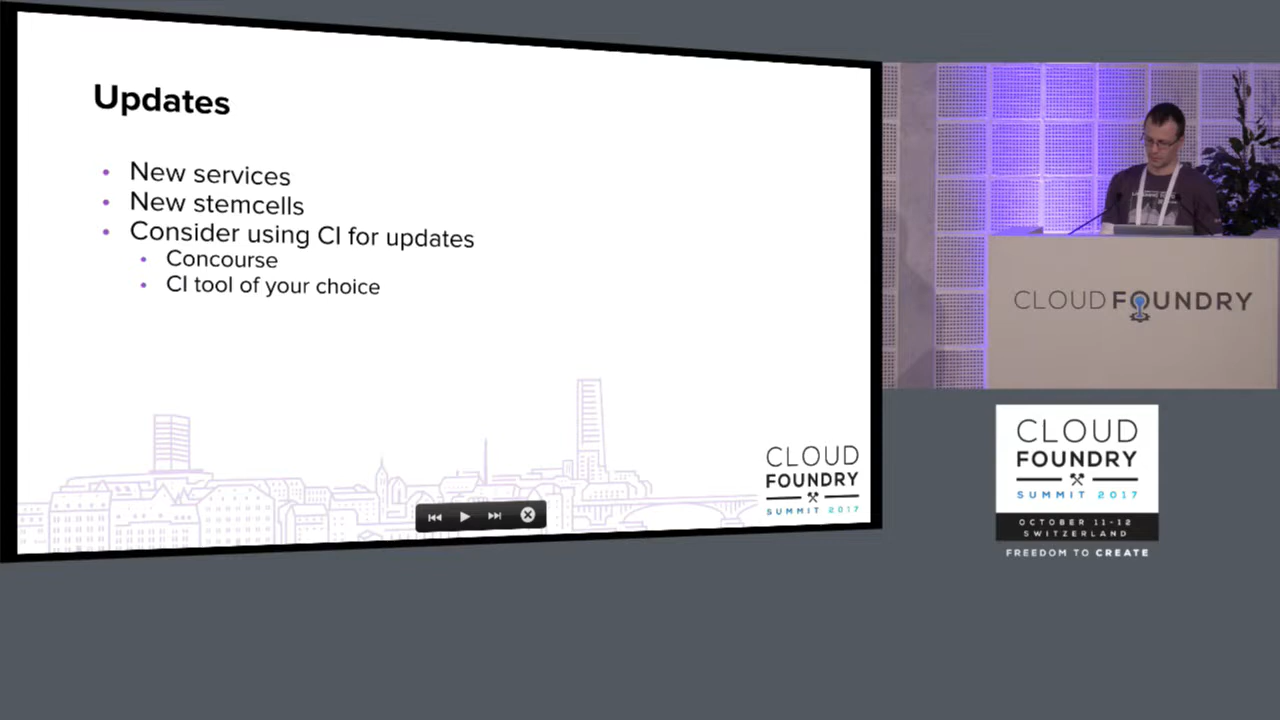 Updates
• New services
• New stemcells
• Consider using CI for updates
• Concourse
• CI tool of your choice
CLOUD
FOUNDRY
SUMMIT 2017
CLOUD FOUNDRY
CLOUD
FOUNDRY
SUMMIT 2017
OCTOBER 11-12
SWITZERLAND
FREEDOM TO CREATE